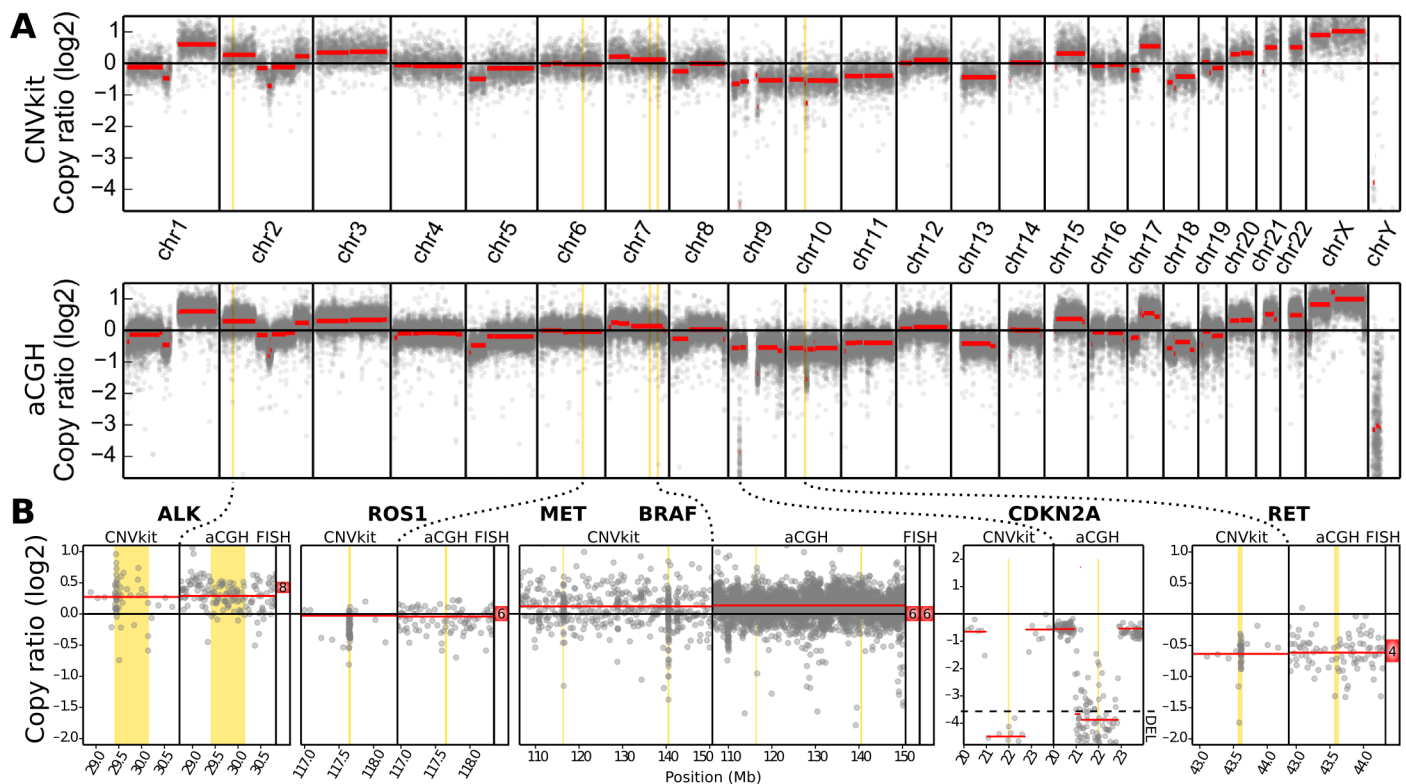 A
CNVkit
Copy ratio (log2)
1
0
−1
−2
−3
−4
chr1 chr2 chr3 chr4 chr5 chr6 chr7 chr8 chr9 chr10 chr11 chr12 chr13 chr14 chr15 chr16 chr17 chr18 chr19 chr20 chr21 chr22 chrX chrY
aCGH
Copy ratio (log2)
1
0
−1
−2
−3
−4
B
ALK ROS1 MET BRAF CDKN2A RET
CNVkit aCGH FISH CNVkit aCGH FISH CNVkit aCGH FISH CNVkit aCGH CNVkit aCGH FISH
Copy ratio (log2)
1.0
0.5
0.0
−0.5
−1.0
−1.5
−2.0
8
6
6 6
2
1
0
−1
−2
−3
−4
DEL
1.0
0.5
0.0
−0.5
−1.0
−1.5
−2.0
4
29.0 29.5 30.0 30.5 29.0 29.5 30.0 30.5 117.0 117.5 118.0 117.0 117.5 118.0 110 120 130 140 150 110 120 130 140 150 20 21 22 23 20 21 22 23 43.0 43.5 44.0 43.0 43.5 44.0
Position (Mb)